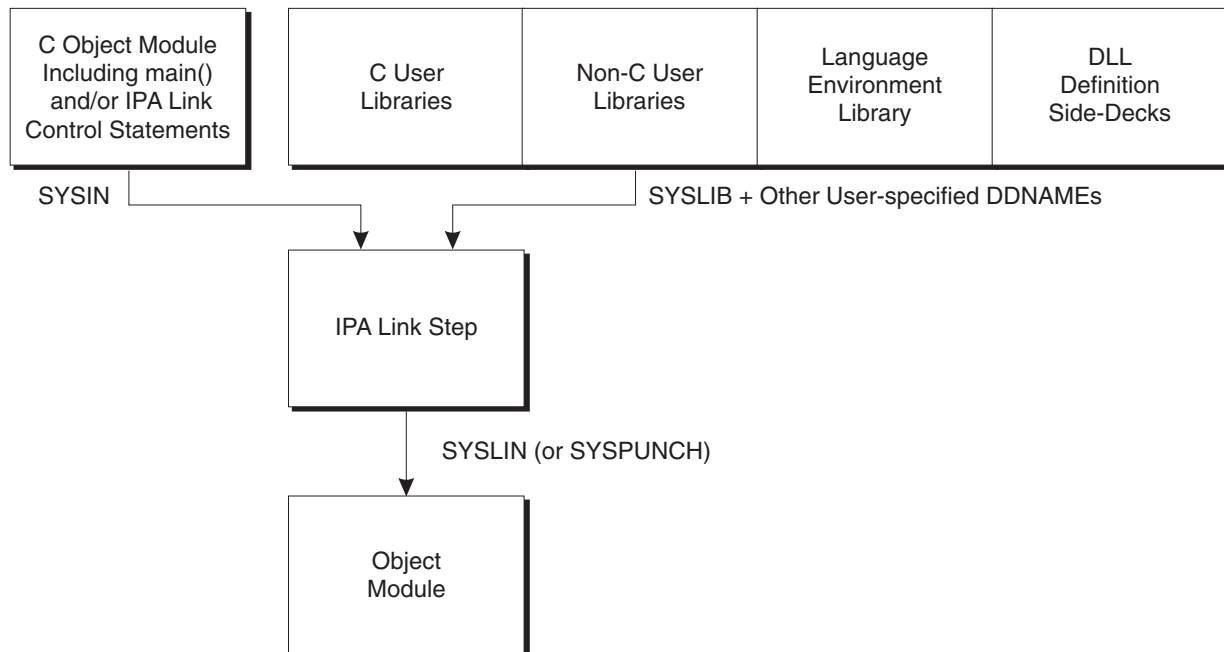 C Object Module
Including main()
and/or IPA Link
Control Statements
C User
Libraries
Non-C User
Libraries
Language
Environment
Library
DLL
Definition
Side-Decks
SYSIN
SYSLIB + Other User-specified DDNAMEs
IPA Link Step
SYSLIN (or SYSPUNCH)
Object
Module